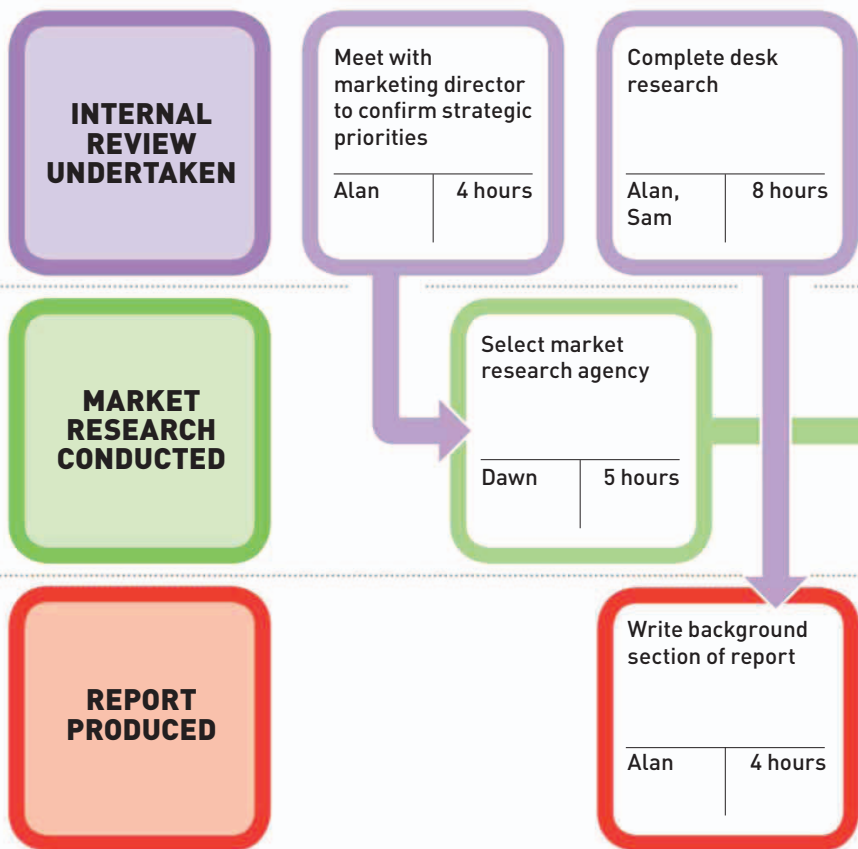 INTERNAL
REVIEW
UNDERTAKEN
Meet with
marketing director
to confirm strategic
priorities
Alan
4 hours
Complete desk
research
Alan,
Sam
8 hours
MARKET
RESEARCH
CONDUCTED
Select market
research agency
Dawn
5 hours
REPORT
PRODUCED
Write background
section of report
Alan
4 hours